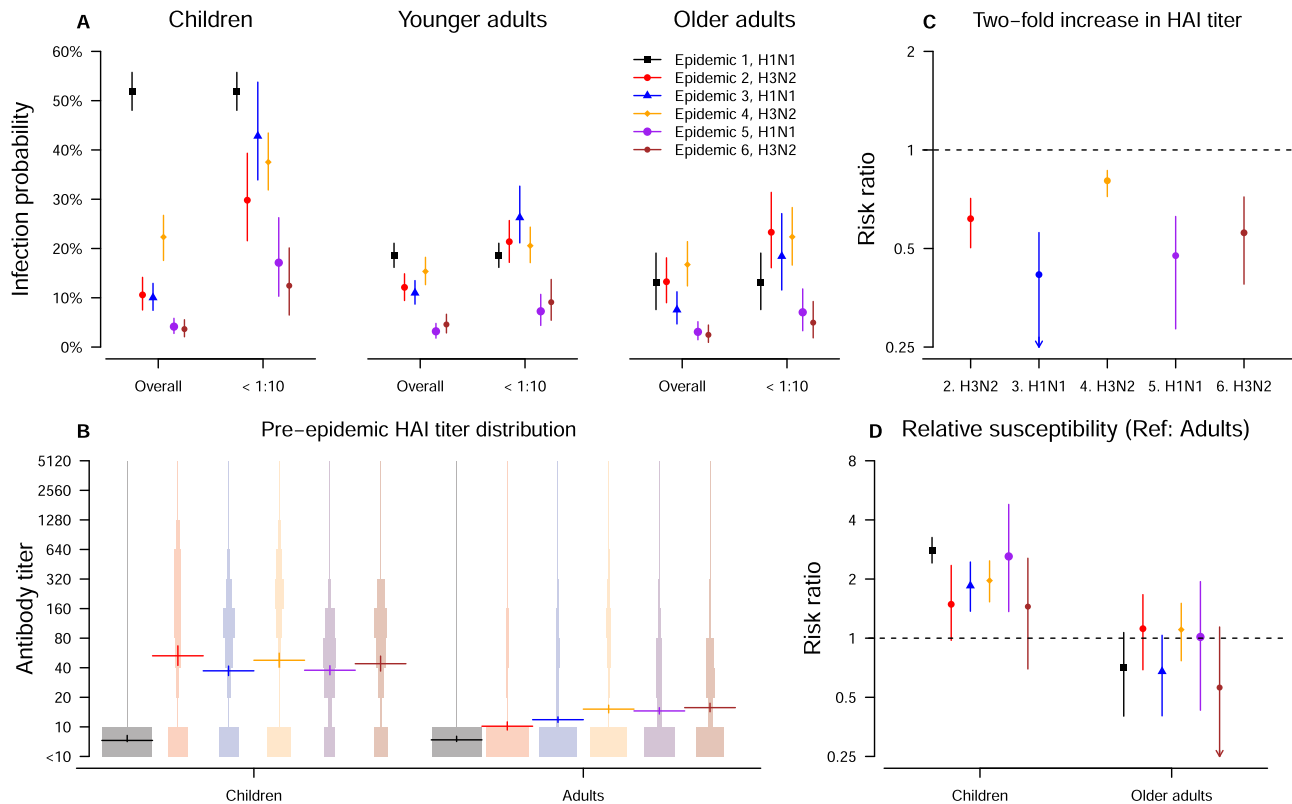 A
Children
Younger adults
Older adults
Infection probability
60%
50%
40%
30%
20%
10%
0%
Epidemic 1, H1N1
Epidemic 2, H3N2
Epidemic 3, H1N1
Epidemic 4, H3N2
Epidemic 5, H1N1
Epidemic 6, H3N2
Overall
< 1:10
Overall
< 1:10
Overall
< 1:10
C
Two−fold increase in HAI titer
Risk ratio
2
1
0.5
0.25
2. H3N2
3. H1N1
4. H3N2
5. H1N1
6. H3N2
B
Pre−epidemic HAI titer distribution
Antibody titer
5120
2560
1280
640
320
160
80
40
20
10
<10
Children
Adults
D
Relative susceptibility (Ref: Adults)
Risk ratio
8
4
2
1
0.5
0.25
Children
Older adults